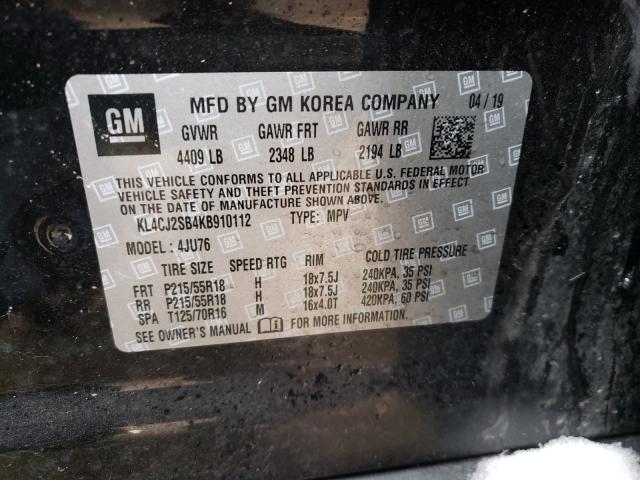 GM
MFD BY GM KOREA COMPANY 04/19
GVWR GAWR FRT GAWR RR
4409 LB 2348 LB 2194 LB
THIS VEHICLE CONFORMS TO ALL APPLICABLE U.S. FEDERAL
VEHICLE SAFETY AND THEFT PREVENTION STANDARDS IN EFFECT
ON THE DATE OF MANUFACTURE SHOWN ABOVE.
KL4CJ2SB4KB910112 TYPE: MPV
MODEL: 4JU76
TIRE SIZE SPEED RTG RIM COLD TIRE PRESSURE
FRT P215/55R18 H 18x7.5J 240KPA, 35 PSI
RR P215/55R18 H 18x7.5J 240KPA, 35 PSI
SPA T125/70R16 M 16x4.0T 420KPA, 60 PSI
SEE OWNER'S MANUAL FOR MORE INFORMATION.